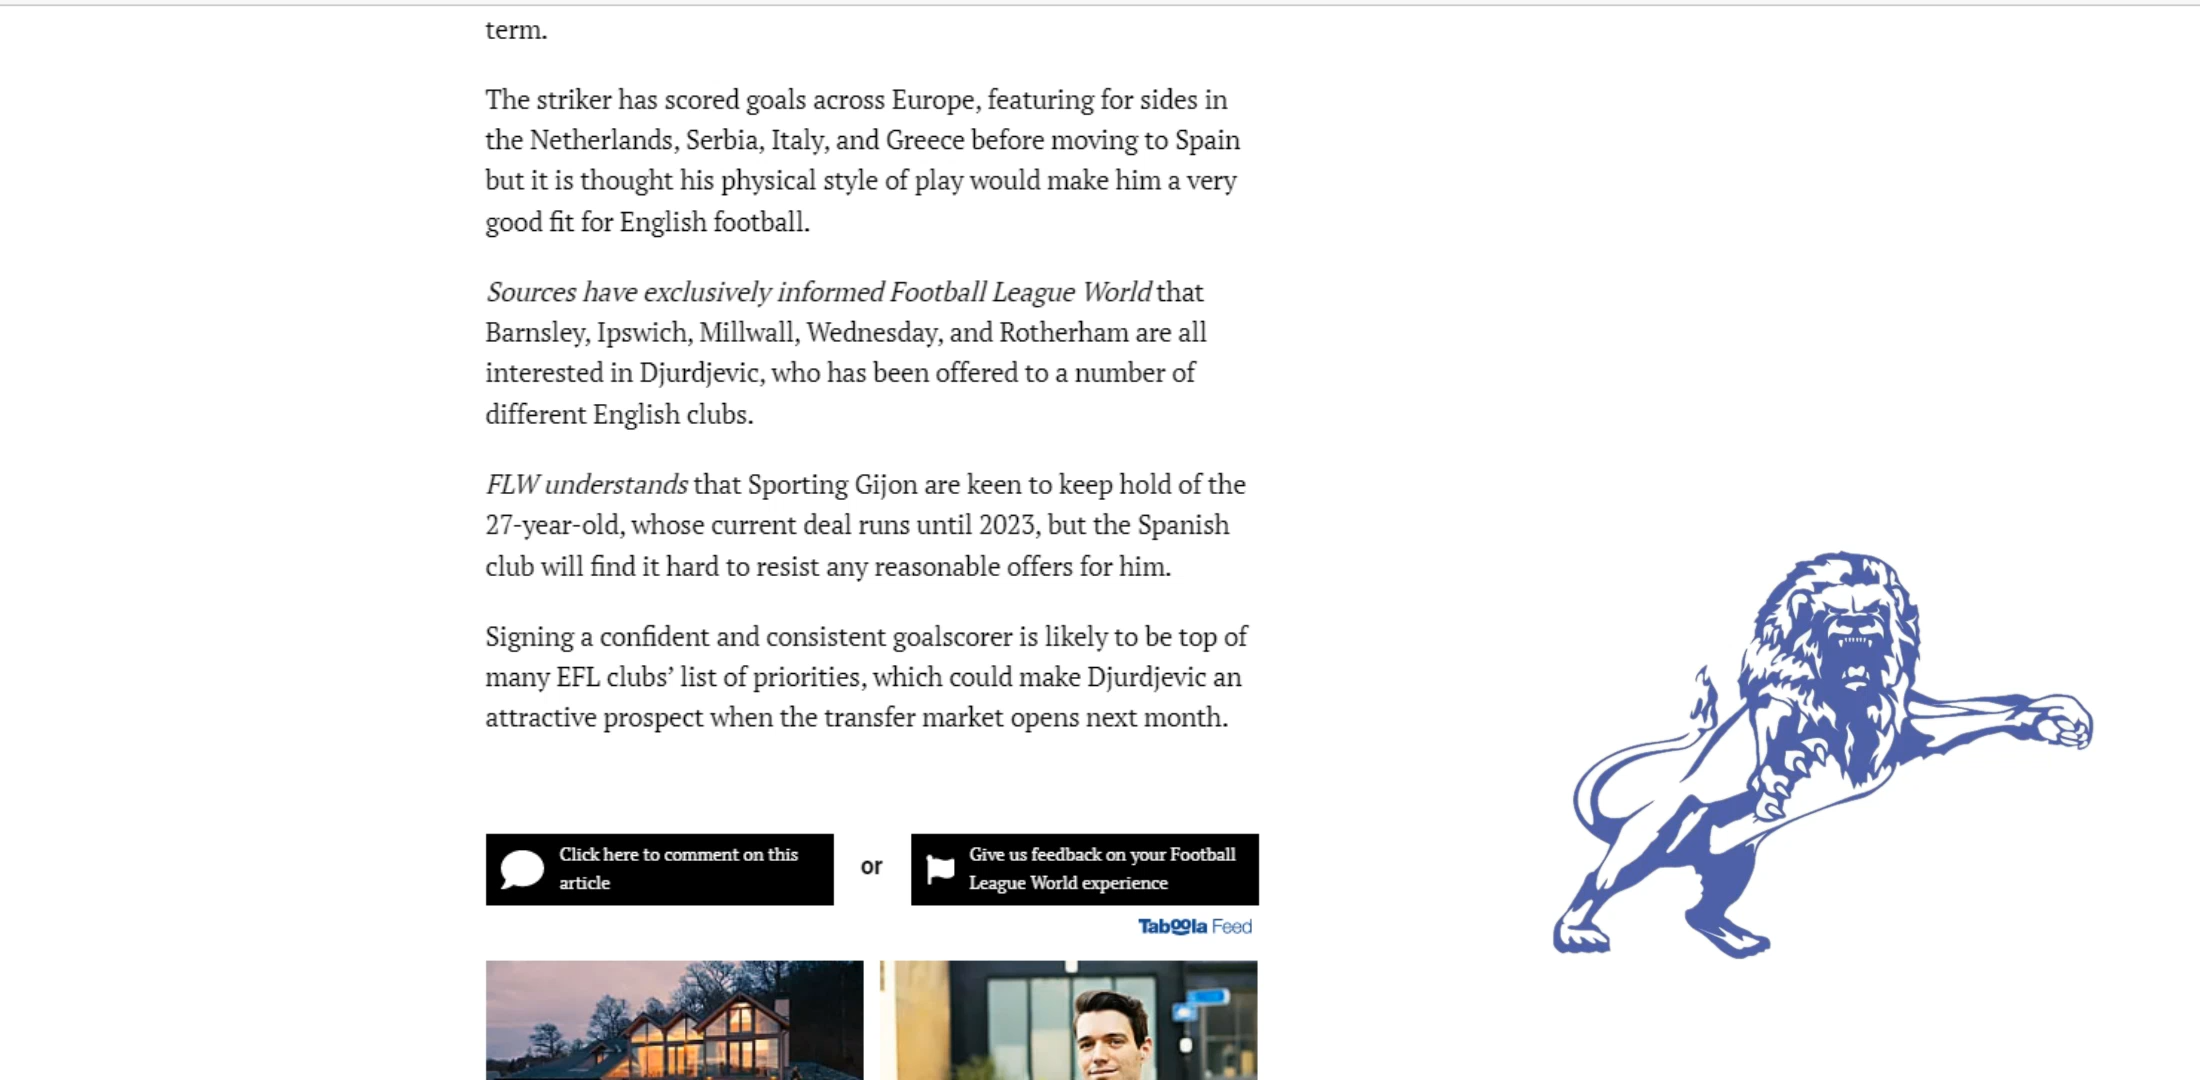 term.
The striker has scored goals across Europe, featuring for sides in
the Netherlands, Serbia, Italy, and Greece before moving to Spain
but it is thought his physical style of play would make him a very
good fit for English football.
Sources have exclusively informed Football League World that
Barnsley, Ipswich, Millwall, Wednesday, and Rotherham are all
interested in Djurdjevic, who has been offered to a number of
different English clubs.
FLW understands that Sporting Gijon are keen to keep hold of the
27-year-old, whose current deal runs until 2023, but the Spanish
club will find it hard to resist any reasonable offers for him.
Signing a confident and consistent goalscorer is likely to be top of
many EFL clubs’ list of priorities, which could make Djurdjevic an
attractive prospect when the transfer market opens next month.
Click here to comment on this
article
or
Give us feedback on your Football
League World experience
Taboola Feed